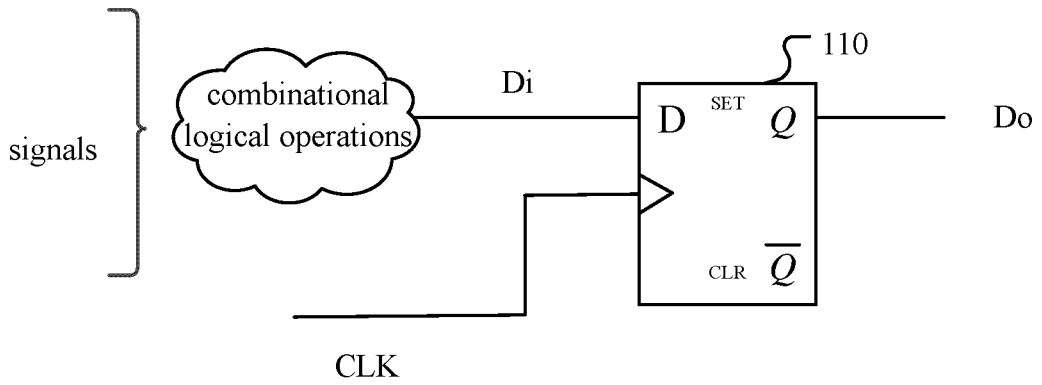 110
combinational
logical operations
Di
D
SET
Q
Do
signals
CLR
Q̅
CLK